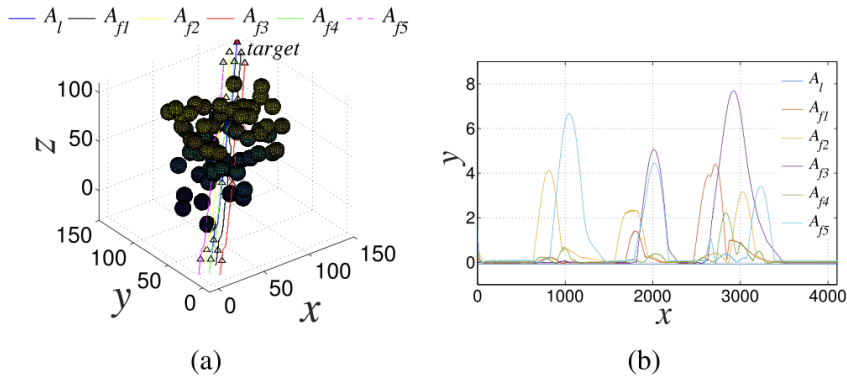 A_l A_f1 A_f2 A_f3 A_f4 A_f5
target
100
50
0
z
150
100
50
0
y
0
50
100
150
x
(a)
8
6
4
2
0
y
0 1000 2000 3000 4000
x
A_l
A_f1
A_f2
A_f3
A_f4
A_f5
(b)